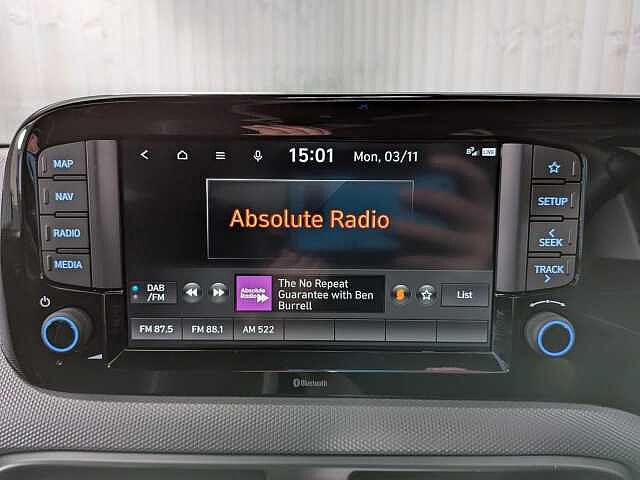 MAP
NAV
RADIO
MEDIA
15:01
Mon, 03/11
LIVE
Absolute Radio
DAB
/FM
Absolute
Radio
The No Repeat
Guarantee with Ben
Burrell
List
FM 87.5
FM 88.1
AM 522
SETUP
SEEK
TRACK
Bluetooth